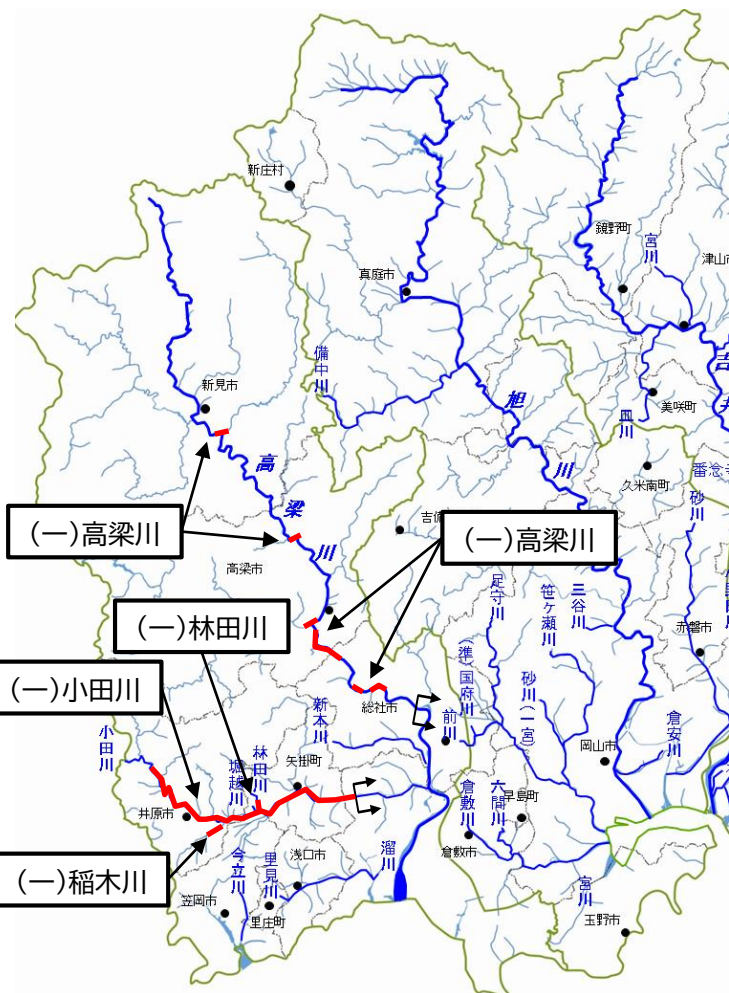 新庄村
鏡野町
宮川
津山市
真庭市
備中川
新見市
旭川
吉井
美咲町
皿川
久米南町
砂川
高梁川
(一)高梁川
(一)高梁川
高梁市
足守川
笹ヶ瀬川
三谷川
赤磐市
(一)林田川
(一)小田川
小田川
新本川
総社市
(準)国府川
前川
砂川(一宮)
岡山市
倉安川
堀越川
林田川
矢掛町
井原市
倉敷川
六間川
早島町
倉敷市
(一)稲木川
今立川
里見川
浅口市
溜川
笠岡市
里庄町
宮川
玉野市